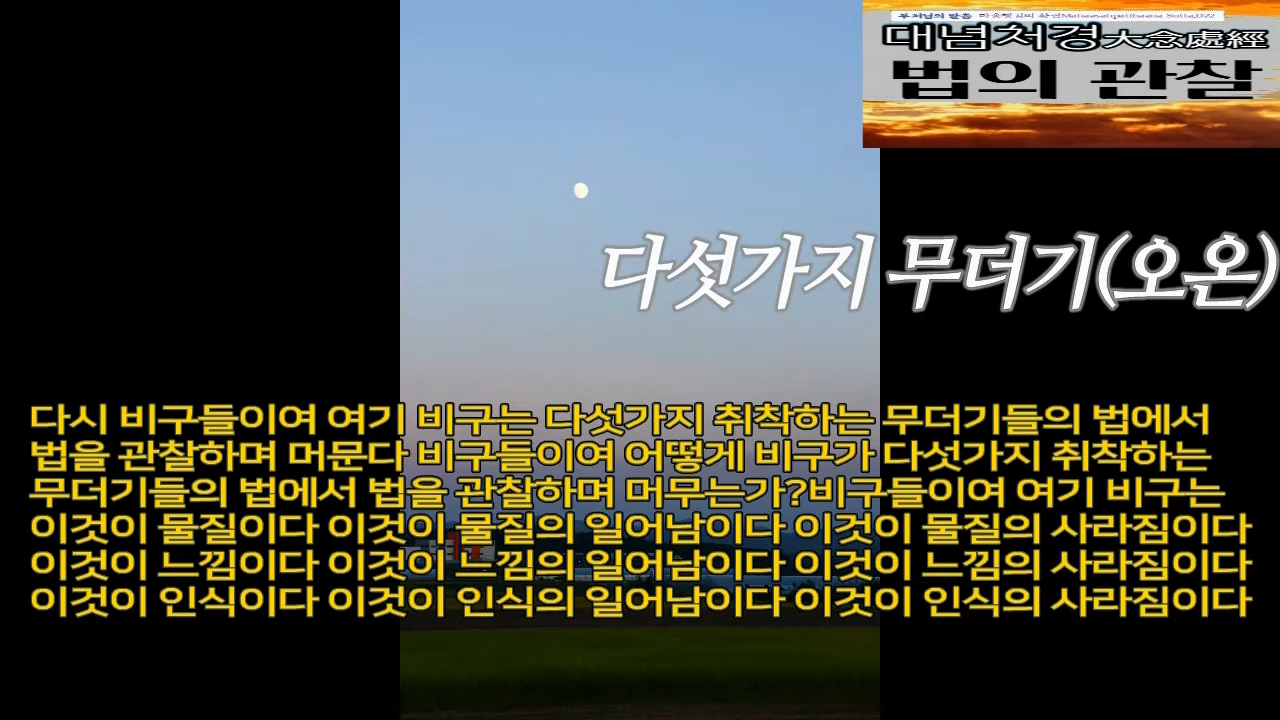 부처님의 말씀
대념처경大念處經
법의 관찰
다섯가지 무더기(오온)
다시 비구들이여 여기 비구는 다섯가지 취착하는 무더기들의 법에서
법을 관찰하며 머문다 비구들이여 어떻게 비구가 다섯가지 취착하는
무더기들의 법에서 법을 관찰하며 머무는가?비구들이여 여기 비구는
이것이 물질이다 이것이 물질의 일어남이다 이것이 물질의 사라짐이다
이것이 느낌이다 이것이 느낌의 일어남이다 이것이 느낌의 사라짐이다
이것이 인식이다 이것이 인식의 일어남이다 이것이 인식의 사라짐이다